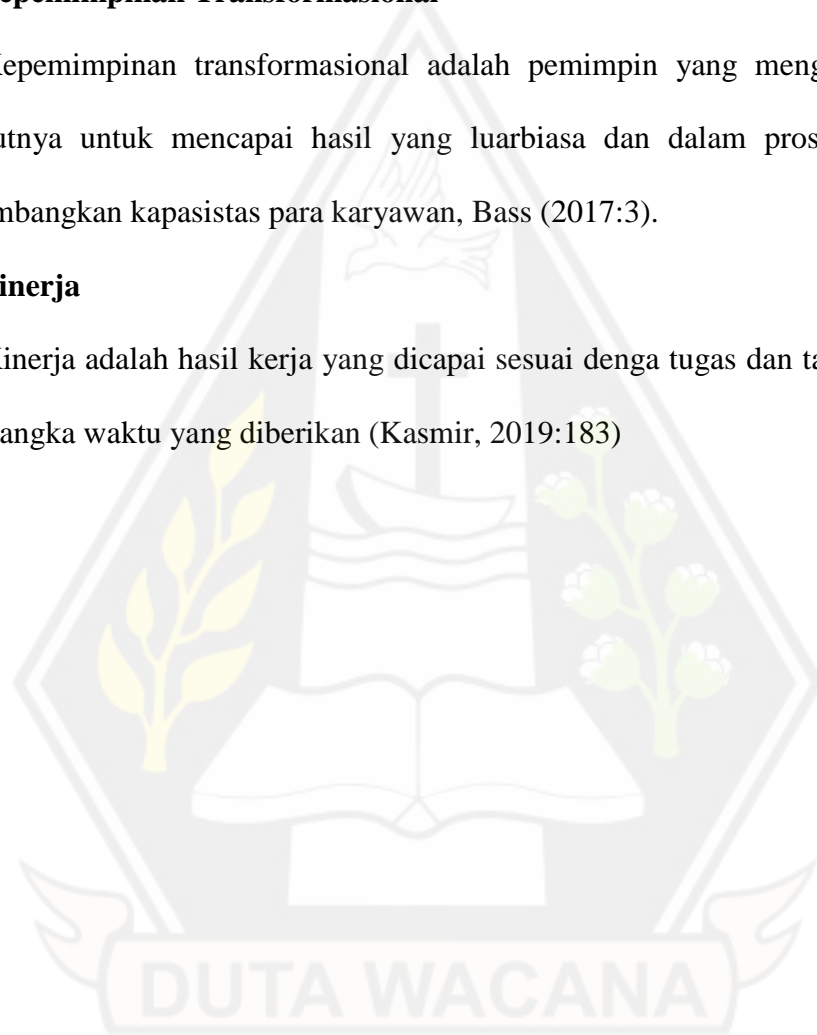 epemimpinan Transformasional
Kepemimpinan transformasional adalah pemimpin yang meng
utnya untuk mencapai hasil yang luarbiasa dan dalam pros
mbangkan kapasistas para karyawan, Bass (2017:3).
inerja
Kinerja adalah hasil kerja yang dicapai sesuai denga tugas dan ta
angka waktu yang diberikan (Kasmir, 2019:183)
DUTA WACANA